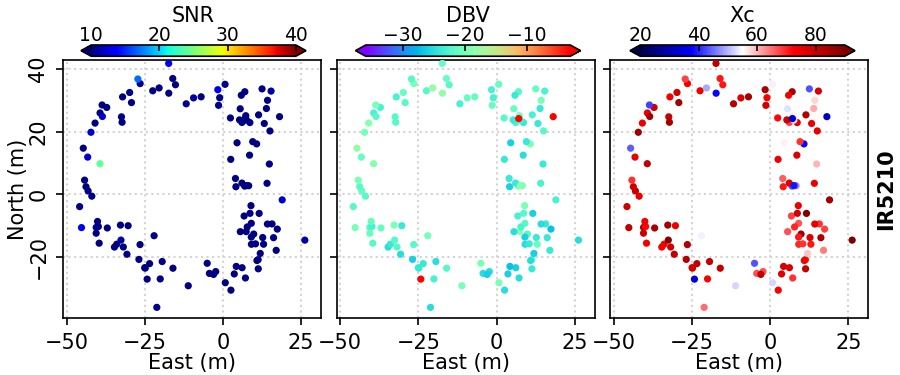 SNR DBV Xc
10 20 30 40 −30 −20 −10 20 40 60 80
40
20
0
−20
North (m)
IR5210
−50 −25 0 25 −50 −25 0 25 −50 −25 0 25
East (m) East (m) East (m)